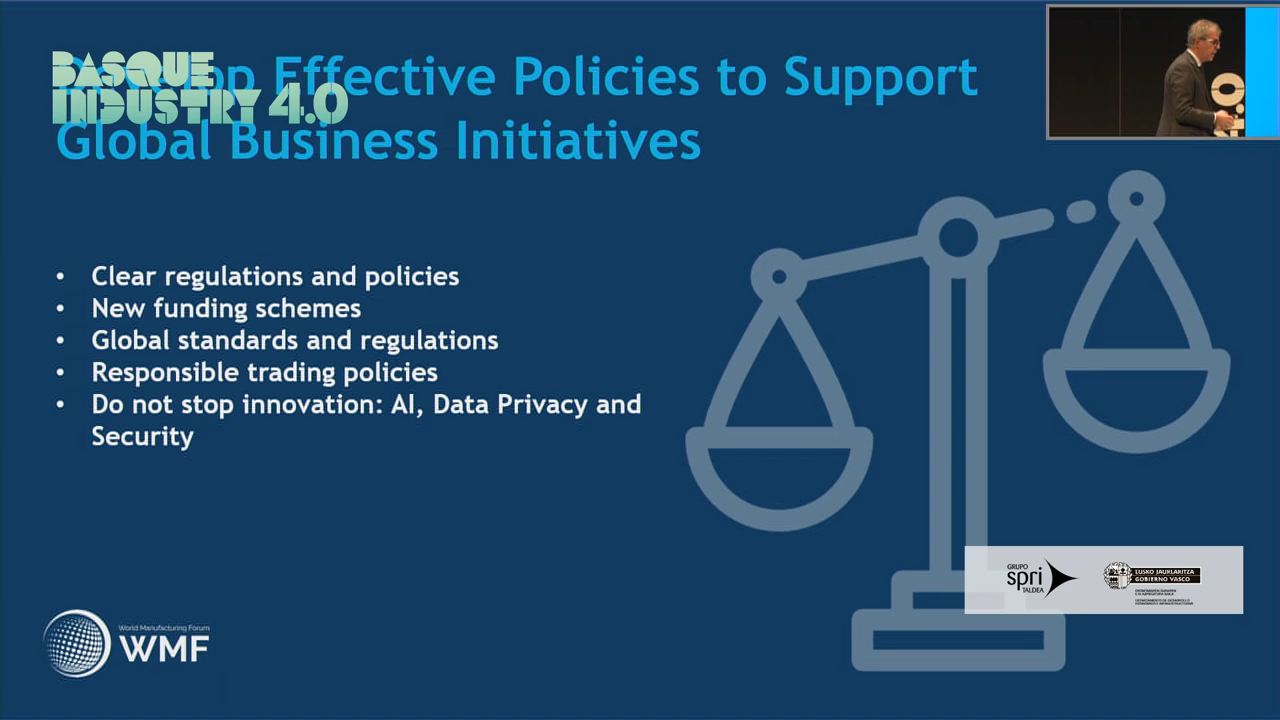 BASQUE
INDUSTRY 4.0
Develop Effective Policies to Support
Global Business Initiatives
• Clear regulations and policies
• New funding schemes
• Global standards and regulations
• Responsible trading policies
• Do not stop innovation: AI, Data Privacy and
Security
GRUPO
spri
TALDEA
EUSKO JAURLARITZA
GOBIERNO VASCO
World Manufacturing Forum
WMF